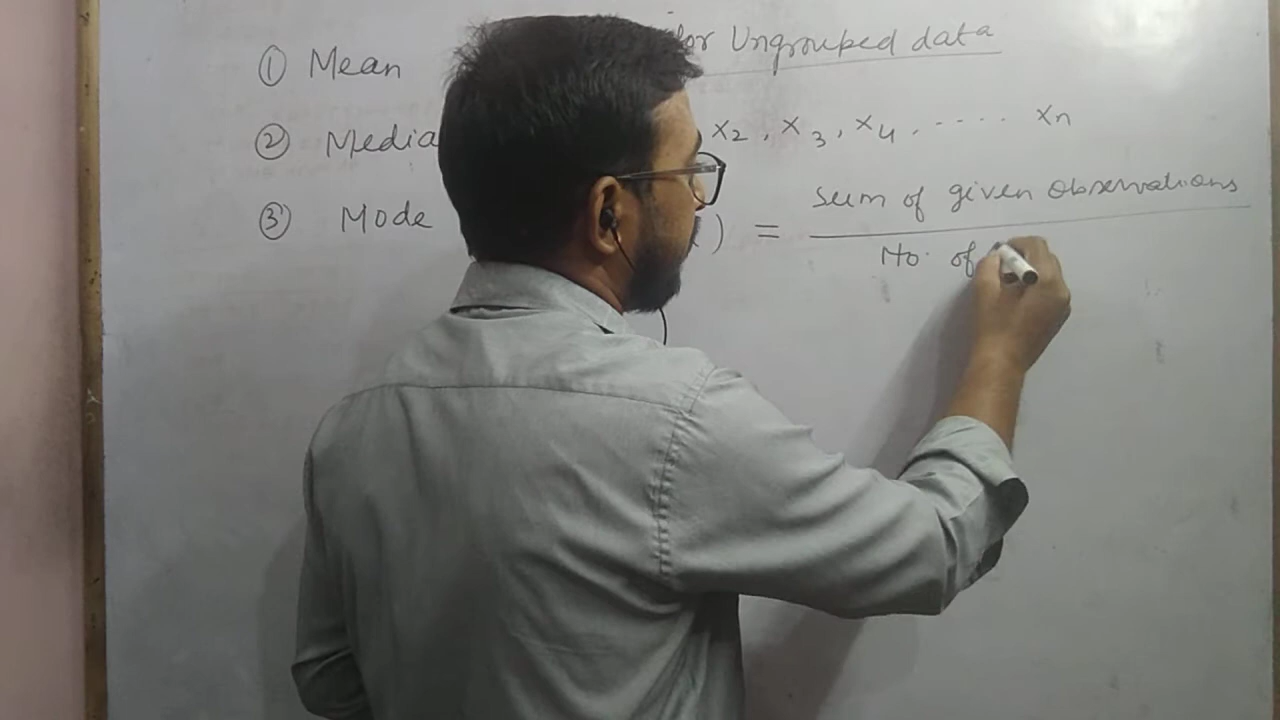 ① Mean
for Ungrouped data
② Media
x2, x3, x4, ..... xn
③ Mode
) = Sum of given Observations
No. of